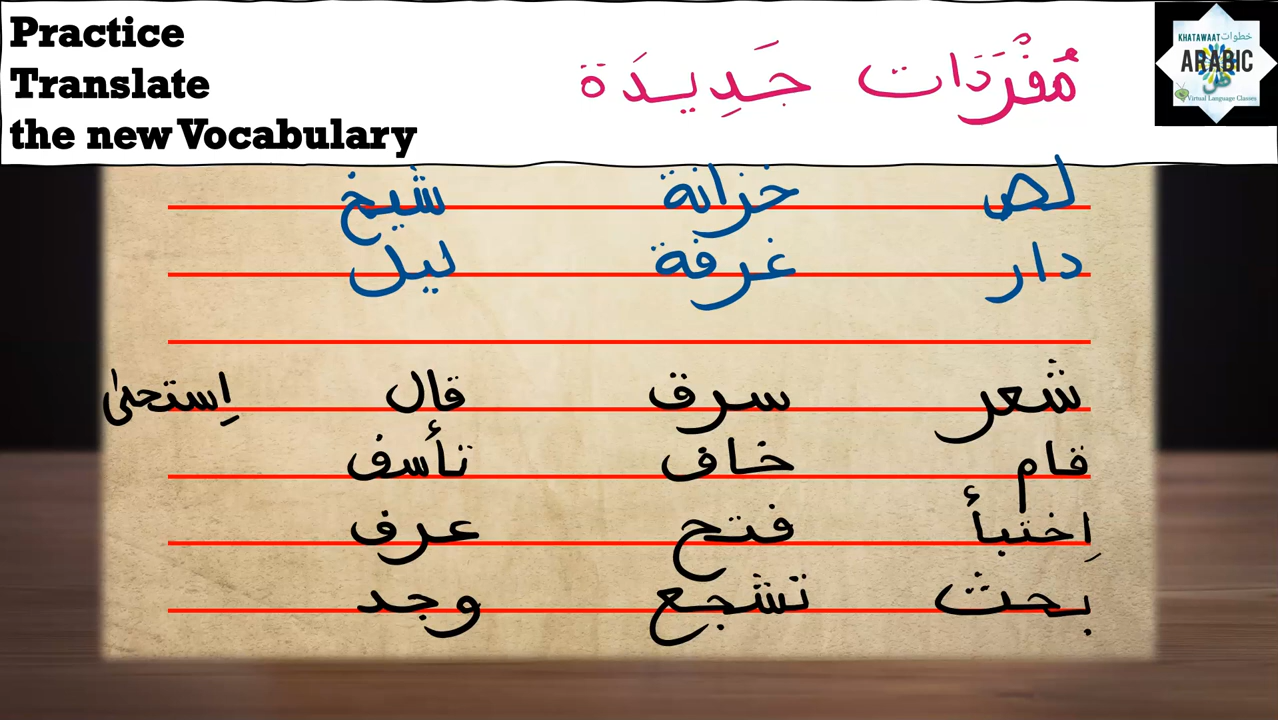 Practice
Translate
the new Vocabulary
مُفْرَدَات جَدِيدَة
KHATAWAAT خطوات
ARABIC
ض
Virtual Language Classes
لص خزانة شيخ
دار غرفة ليل
شعر سرق قال اِستحىٰ
قام خاف تأسف
اِختبأ فتح عرف
بحث تشجع وجد